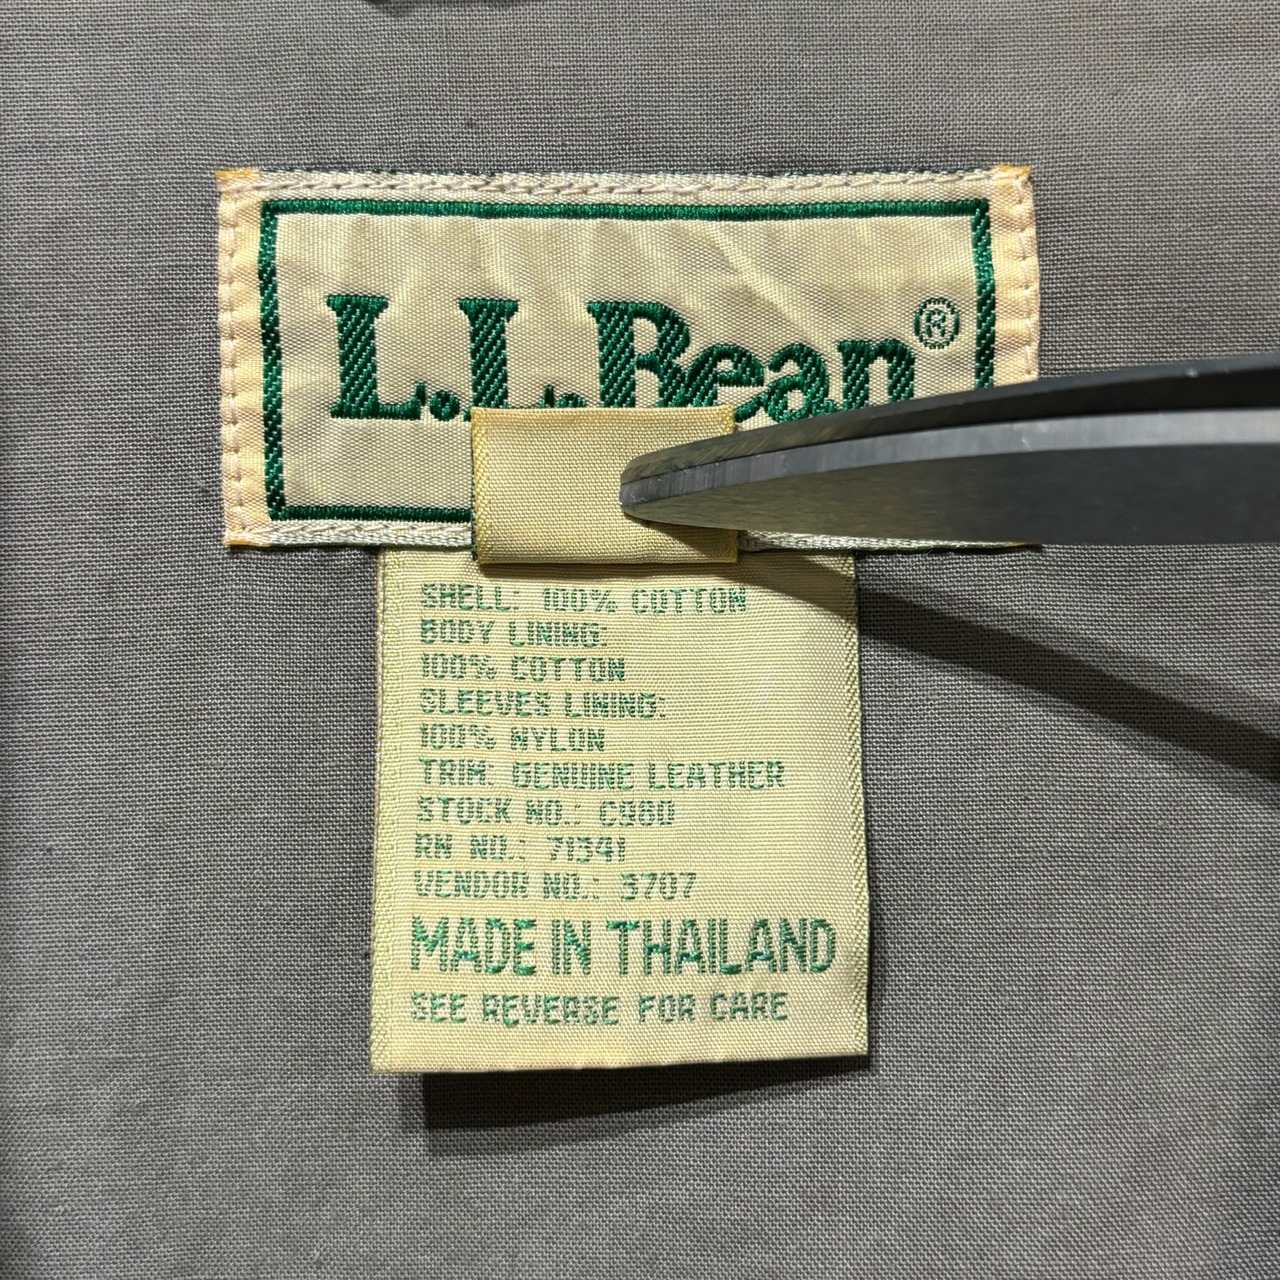 L.L.Bean®
SHELL: 100% COTTON
BODY LINING:
100% COTTON
SLEEVES LINING:
100% NYLON
TRIM: GENUINE LEATHER
STOCK NO.: C960
RN NO.: 71341
VENDOR NO.: 3707
MADE IN THAILAND
SEE REVERSE FOR CARE